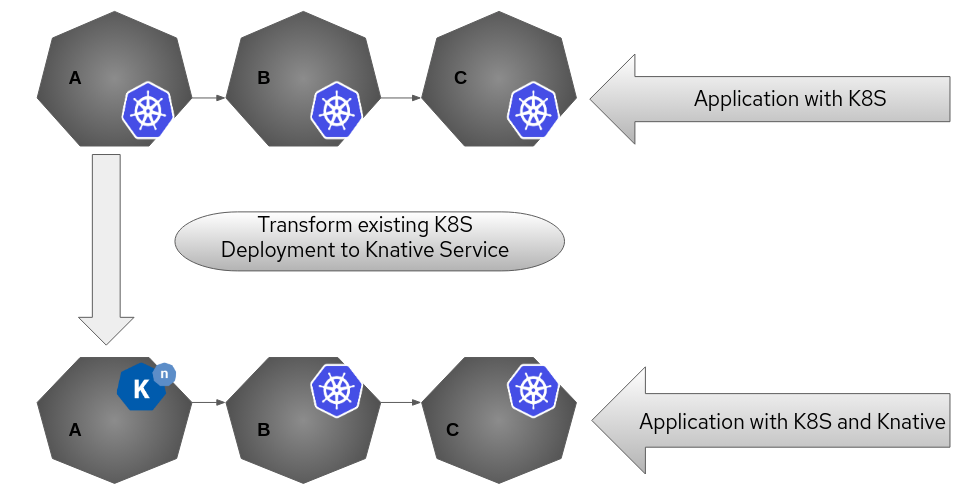 A
B
C
Application with K8S
Transform existing K8S
Deployment to Knative Service
K
n
A
B
C
Application with K8S and Knative